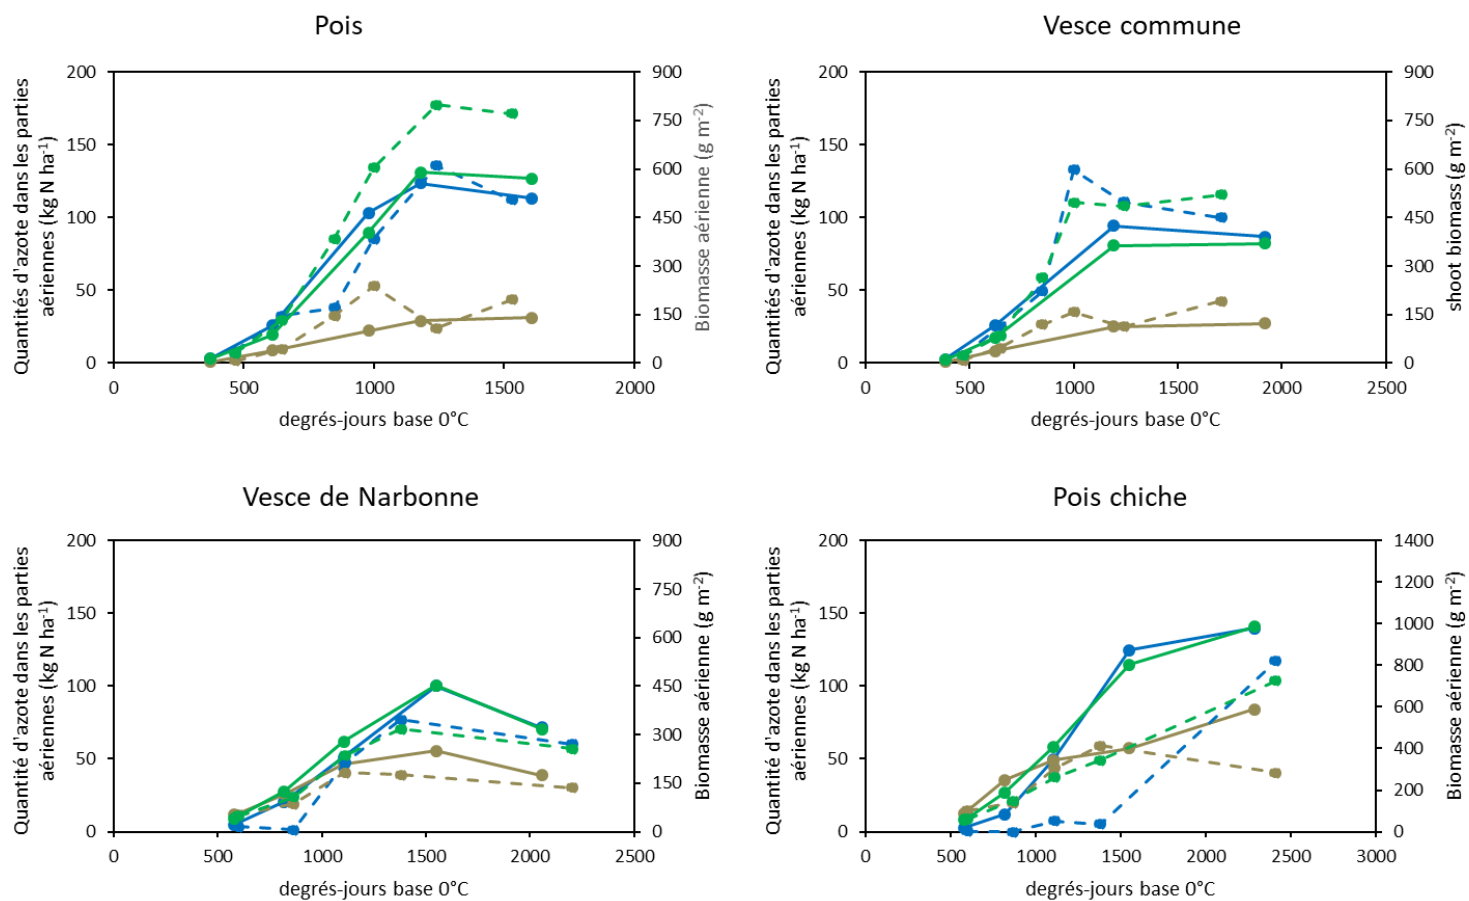 Pois
Quantités d'azote dans les parties
aériennes (kg N ha-1)
200
150
100
50
0
900
750
600
450
300
150
0
Biomasse aérienne (g m-2)
0 500 1000 1500 2000
degrés-jours base 0°C
Vesce commune
Quantités d'azote dans les parties
aériennes (kg N ha-1)
200
150
100
50
0
900
750
600
450
300
150
0
shoot biomass (g m-2)
0 500 1000 1500 2000 2500
degrés-jours base 0°C
Vesce de Narbonne
Quantité d'azote dans les parties
aériennes (kg N ha-1)
200
150
100
50
0
900
750
600
450
300
150
0
Biomasse aérienne (g m-2)
0 500 1000 1500 2000 2500
degrés-jours base 0°C
Pois chiche
Quantité d'azote dans les parties
aériennes (kg N ha-1)
200
150
100
50
0
1400
1200
1000
800
600
400
200
0
Biomasse aérienne (g m-2)
0 500 1000 1500 2000 2500 3000
degrés-jours base 0°C